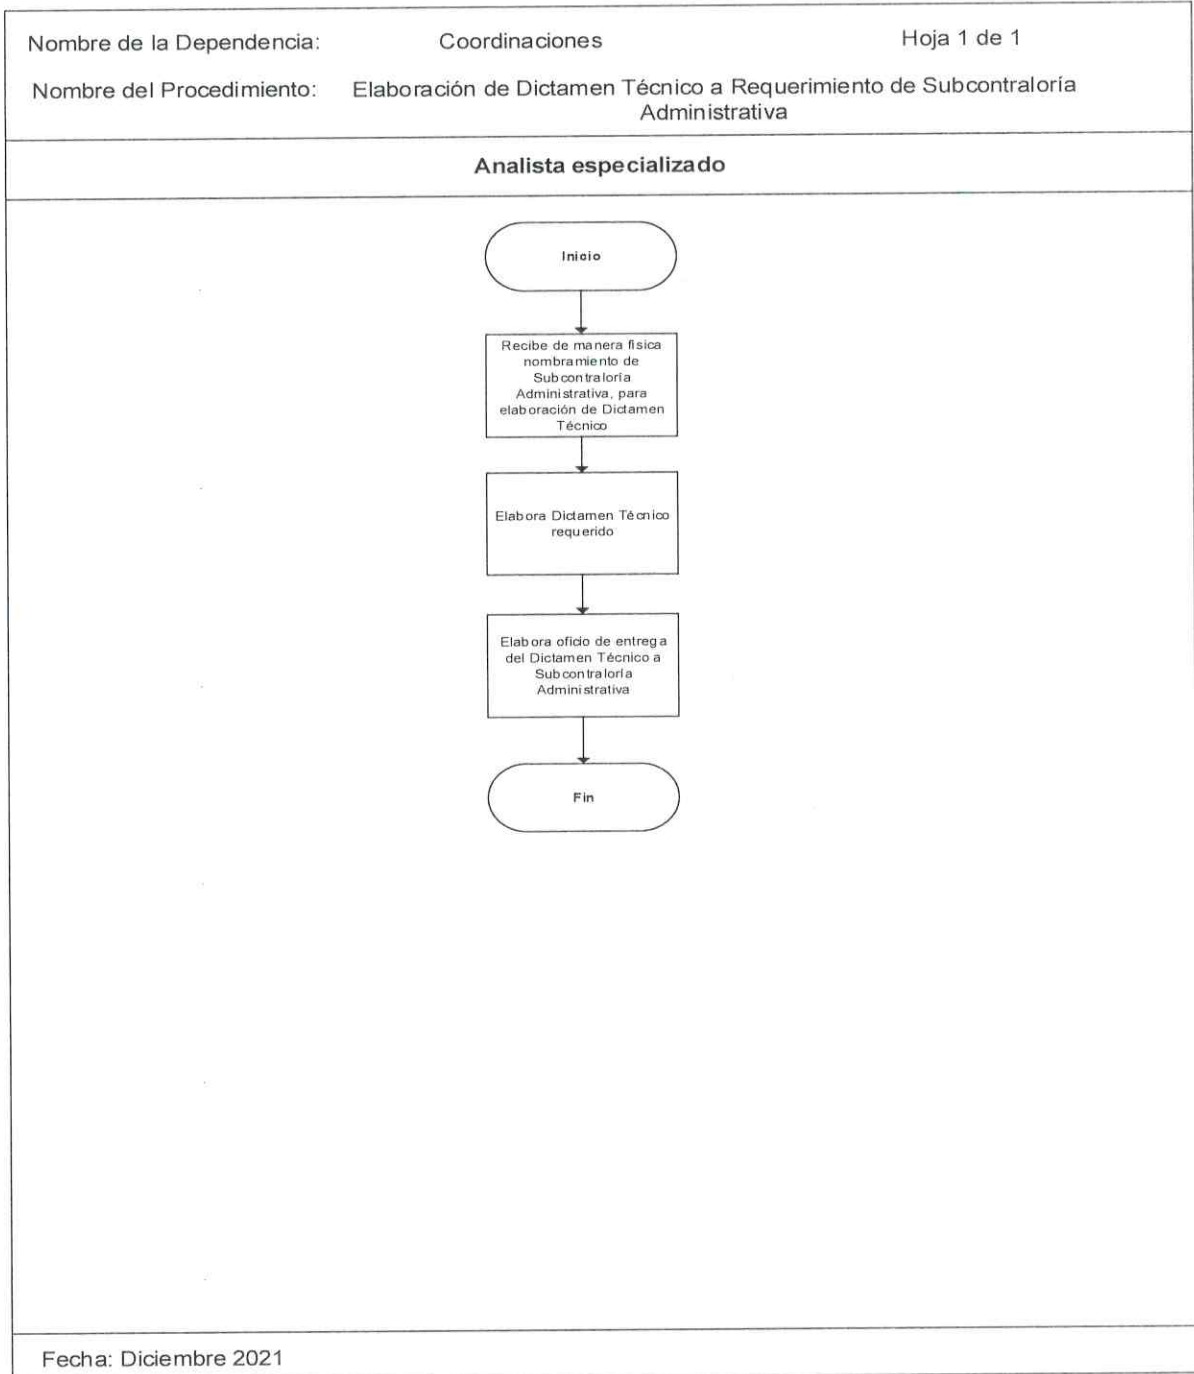 Nombre de la Dependencia: Coordinaciones Hoja 1 de 1
Nombre del Procedimiento: Elaboración de Dictamen Técnico a Requerimiento de Subcontraloría
Administrativa
Analista especializado
Inicio
Recibe de manera física
nombramiento de
Subcontraloría
Administrativa, para
elaboración de Dictamen
Técnico
Elabora Dictamen Técnico
requerido
Elabora oficio de entrega
del Dictamen Técnico a
Subcontraloría
Administrativa
Fin
Fecha: Diciembre 2021